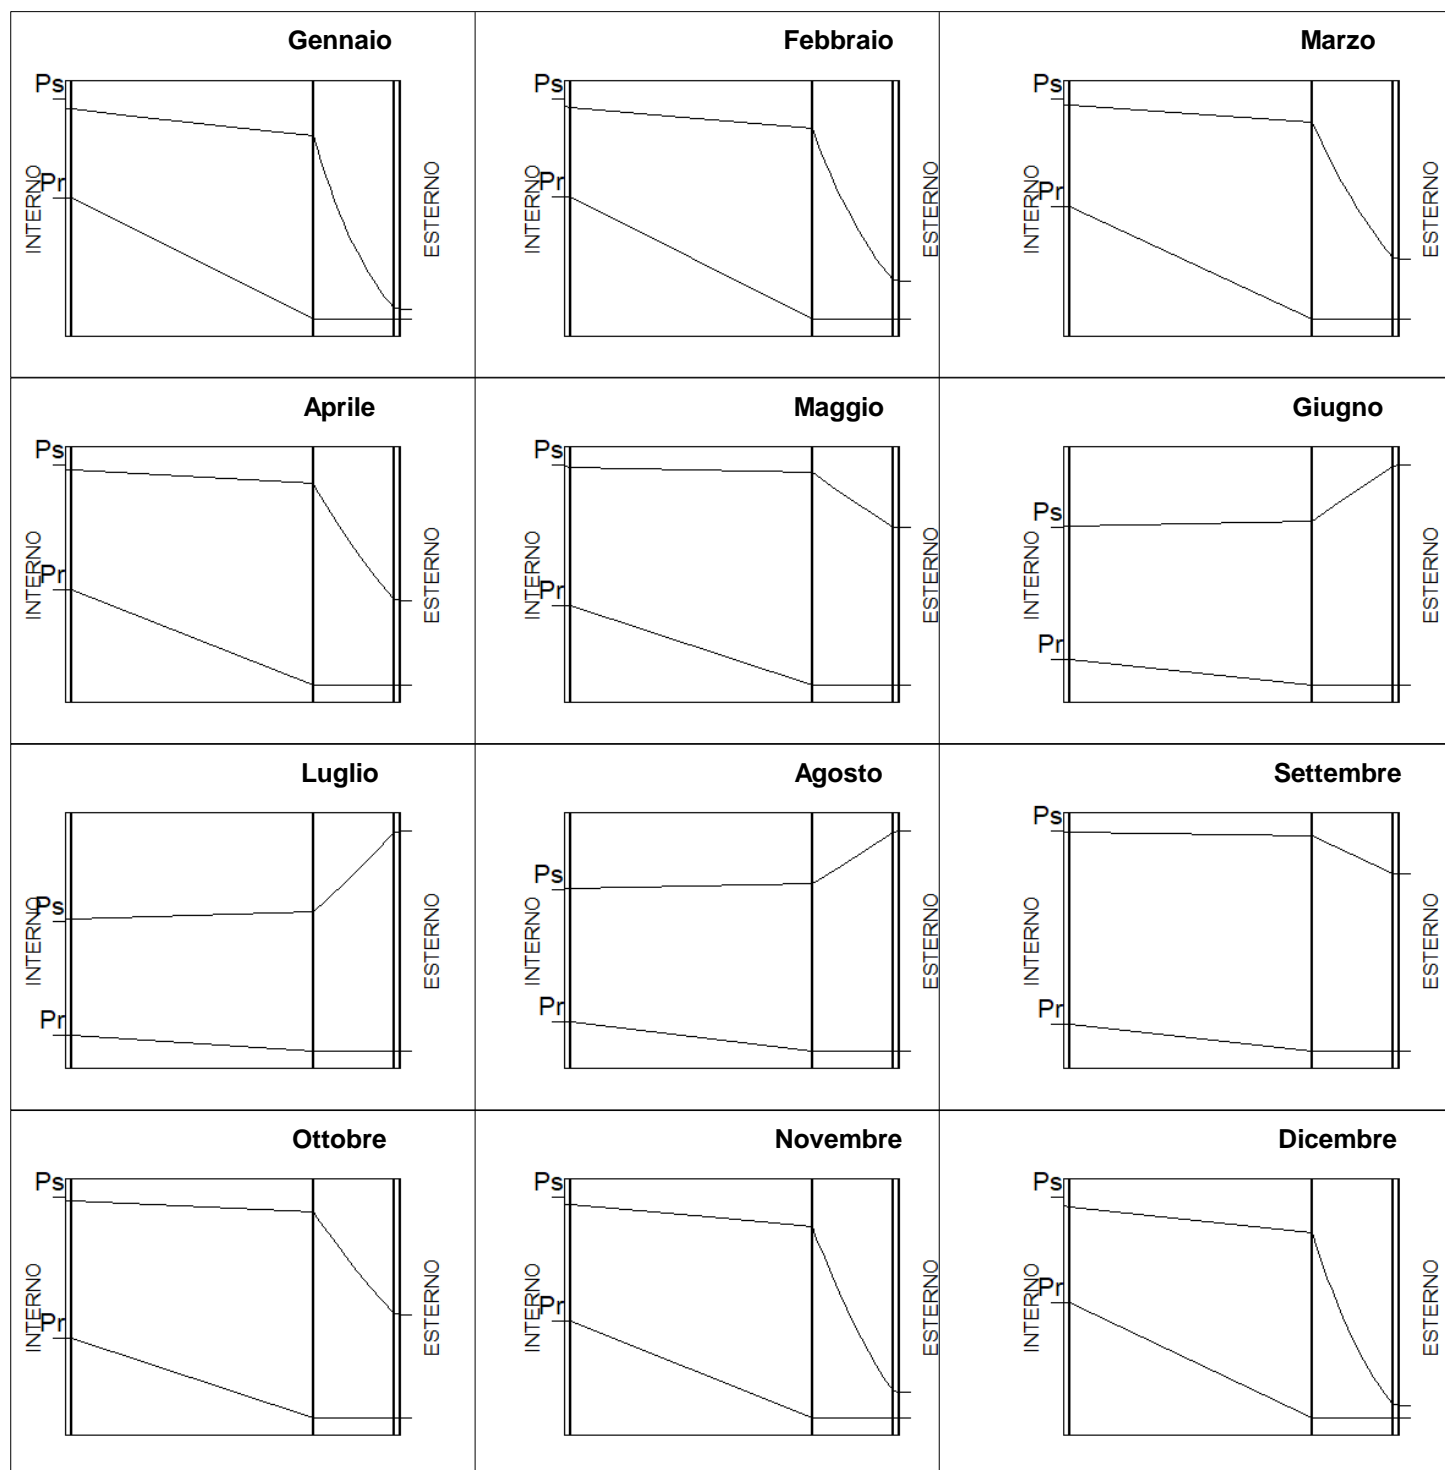 Gennaio
Ps
Pr
INTERNO
ESTERNO
Febbraio
Ps
Pr
INTERNO
ESTERNO
Marzo
Ps
Pr
INTERNO
ESTERNO
Aprile
Ps
Pr
INTERNO
ESTERNO
Maggio
Ps
Pr
INTERNO
ESTERNO
Giugno
Ps
Pr
INTERNO
ESTERNO
Luglio
Ps
Pr
INTERNO
ESTERNO
Agosto
Ps
Pr
INTERNO
ESTERNO
Settembre
Ps
Pr
INTERNO
ESTERNO
Ottobre
Ps
Pr
INTERNO
ESTERNO
Novembre
Ps
Pr
INTERNO
ESTERNO
Dicembre
Ps
Pr
INTERNO
ESTERNO